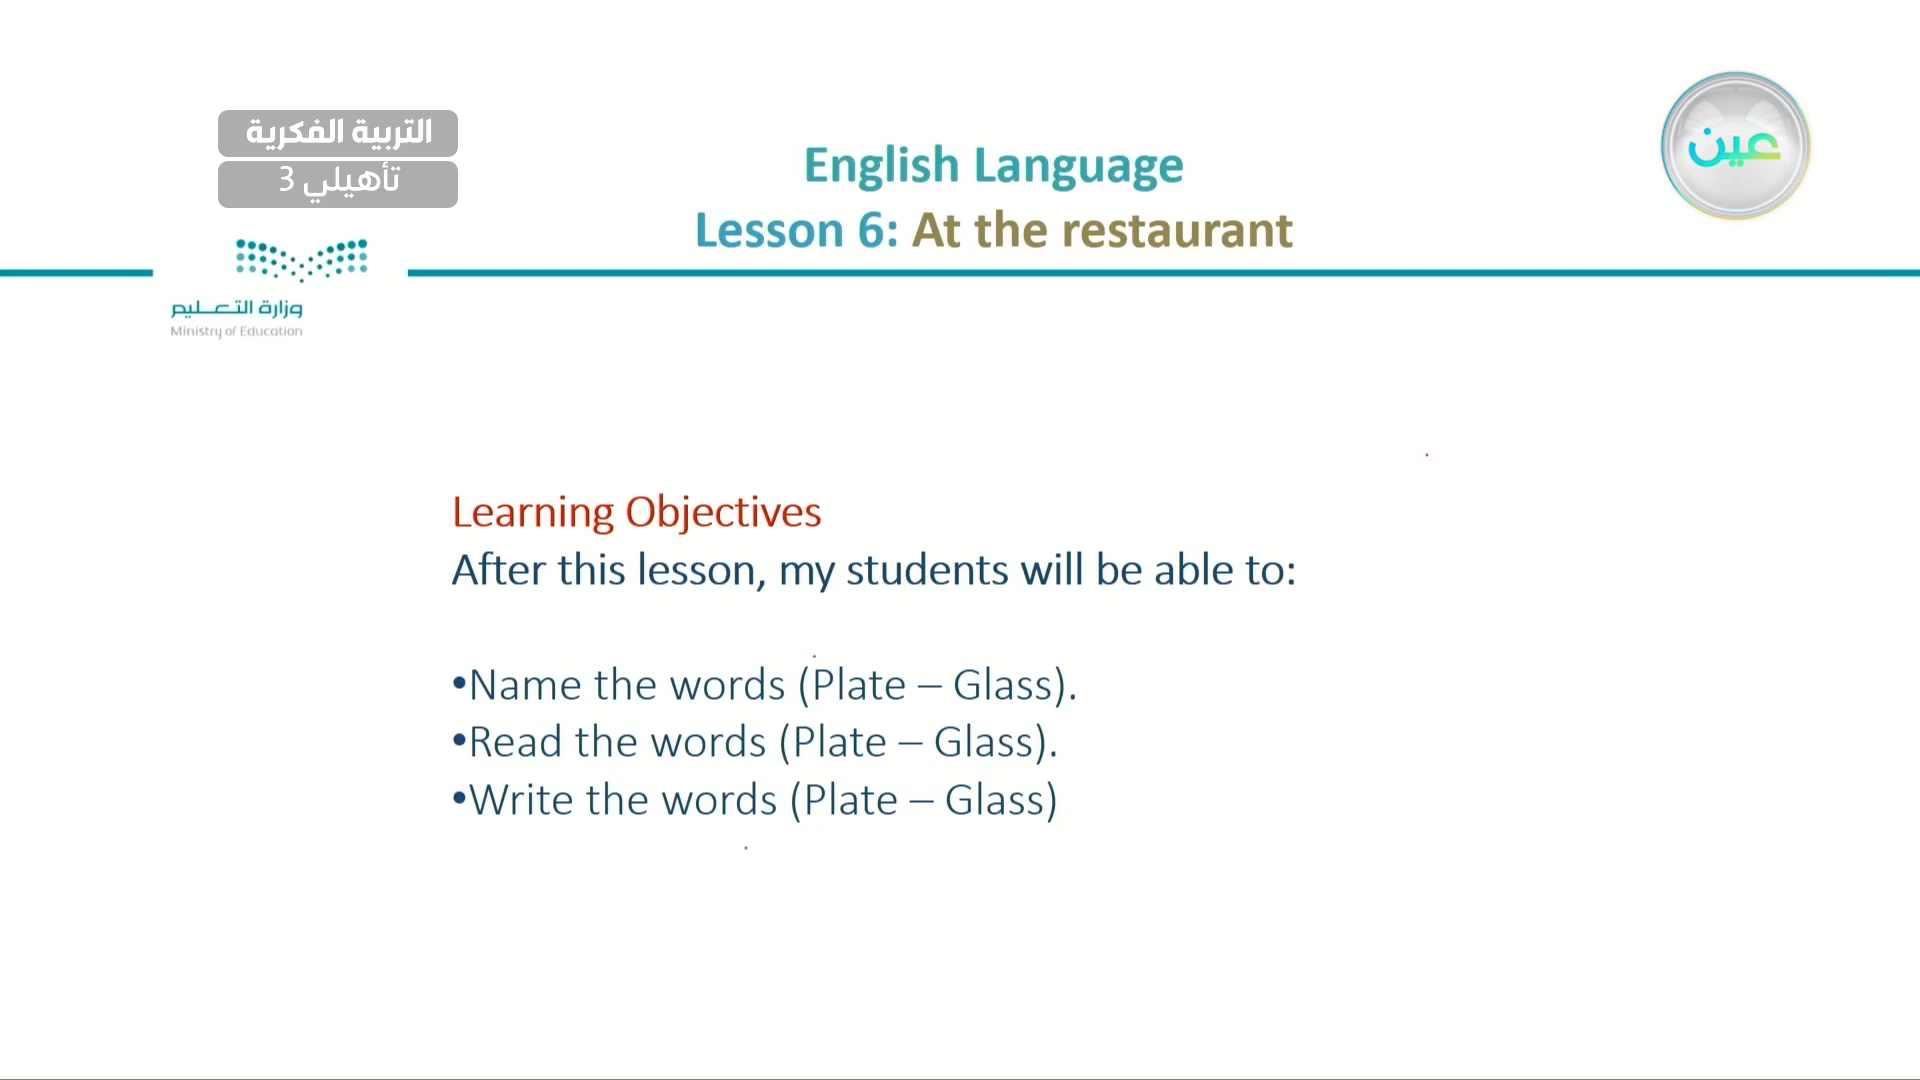 التربية الفكرية
تأهيلي 3
عين
English Language
Lesson 6: At the restaurant
وزارة التعـــليم
Ministry of Education
Learning Objectives
After this lesson, my students will be able to:
•Name the words (Plate – Glass).
•Read the words (Plate – Glass).
•Write the words (Plate – Glass)